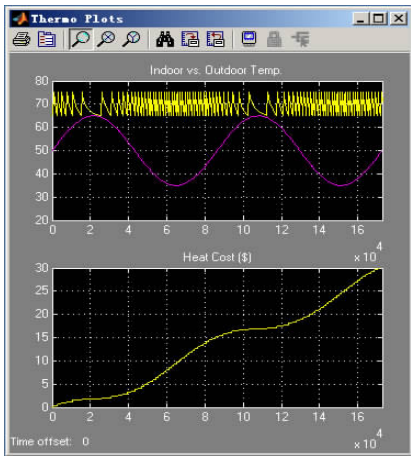 Thermo Plots
Indoor vs. Outdoor Temp.
80
70
60
50
40
30
20
0 2 4 6 8 10 12 14 16
x 10^4
Heat Cost ($)
30
25
20
15
10
5
0
0 2 4 6 8 10 12 14 16
Time offset: 0
x 10^4